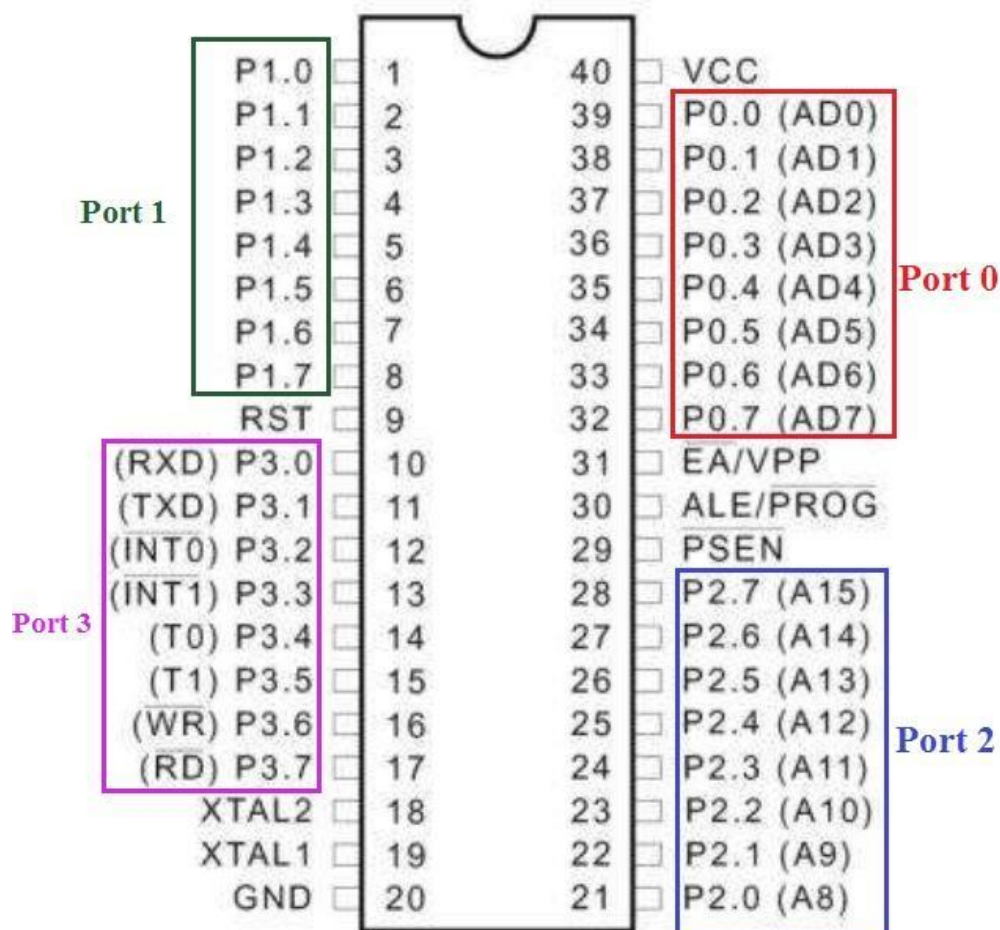 P1.0 1 40 VCC
P1.1 2 39 P0.0 (AD0)
P1.2 3 38 P0.1 (AD1)
P1.3 4 37 P0.2 (AD2)
Port 1
P1.4 5 36 P0.3 (AD3)
Port 0
P1.5 6 35 P0.4 (AD4)
P1.6 7 34 P0.5 (AD5)
P1.7 8 33 P0.6 (AD6)
RST 9 32 P0.7 (AD7)
(RXD) P3.0 10 31 E̅A̅/VPP
(TXD) P3.1 11 30 ALE/P̅R̅O̅G̅
(I̅N̅T̅0̅) P3.2 12 29 P̅S̅E̅N̅
(I̅N̅T̅1̅) P3.3 13 28 P2.7 (A15)
Port 3
(T0) P3.4 14 27 P2.6 (A14)
(T1) P3.5 15 26 P2.5 (A13)
(W̅R̅) P3.6 16 25 P2.4 (A12)
Port 2
(R̅D̅) P3.7 17 24 P2.3 (A11)
XTAL2 18 23 P2.2 (A10)
XTAL1 19 22 P2.1 (A9)
GND 20 21 P2.0 (A8)